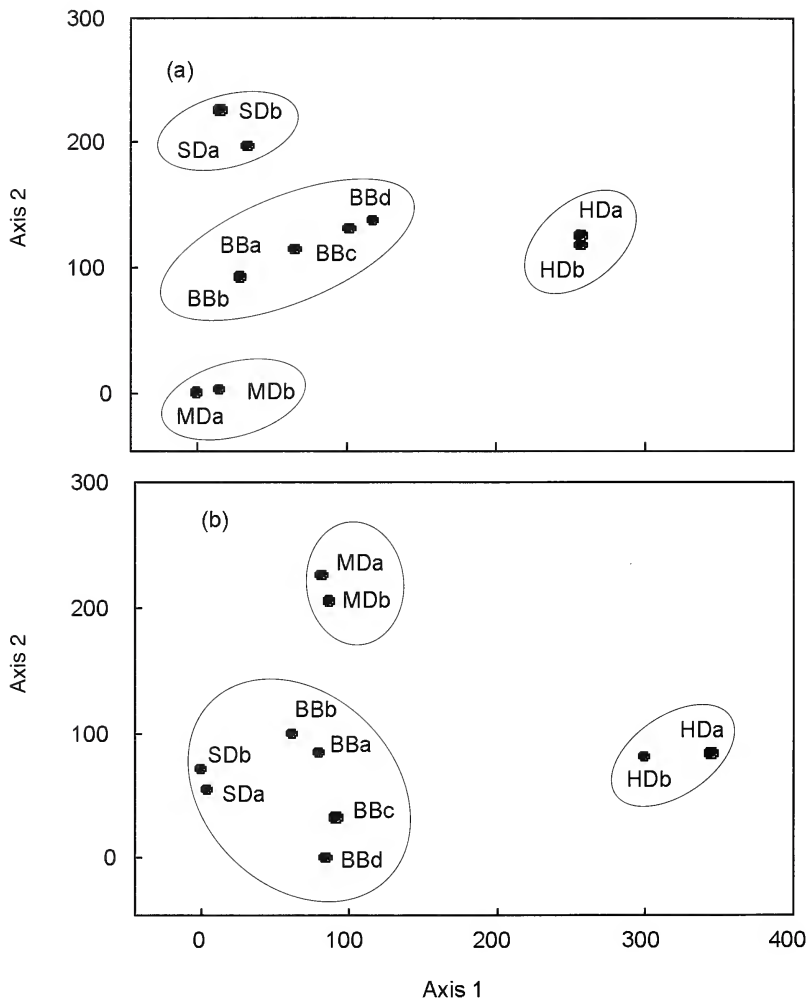 300
(a)
SDb
200
SDa
BBd
HDa
Axis 2
BBa
BBc
100
HDb
BBb
0
MDb
MDa
300
(b)
MDa
200
MDb
Axis 2
BBb
HDa
100
SDb
BBa
HDb
SDa
BBc
0
BBd
0 100 200 300 400
Axis 1